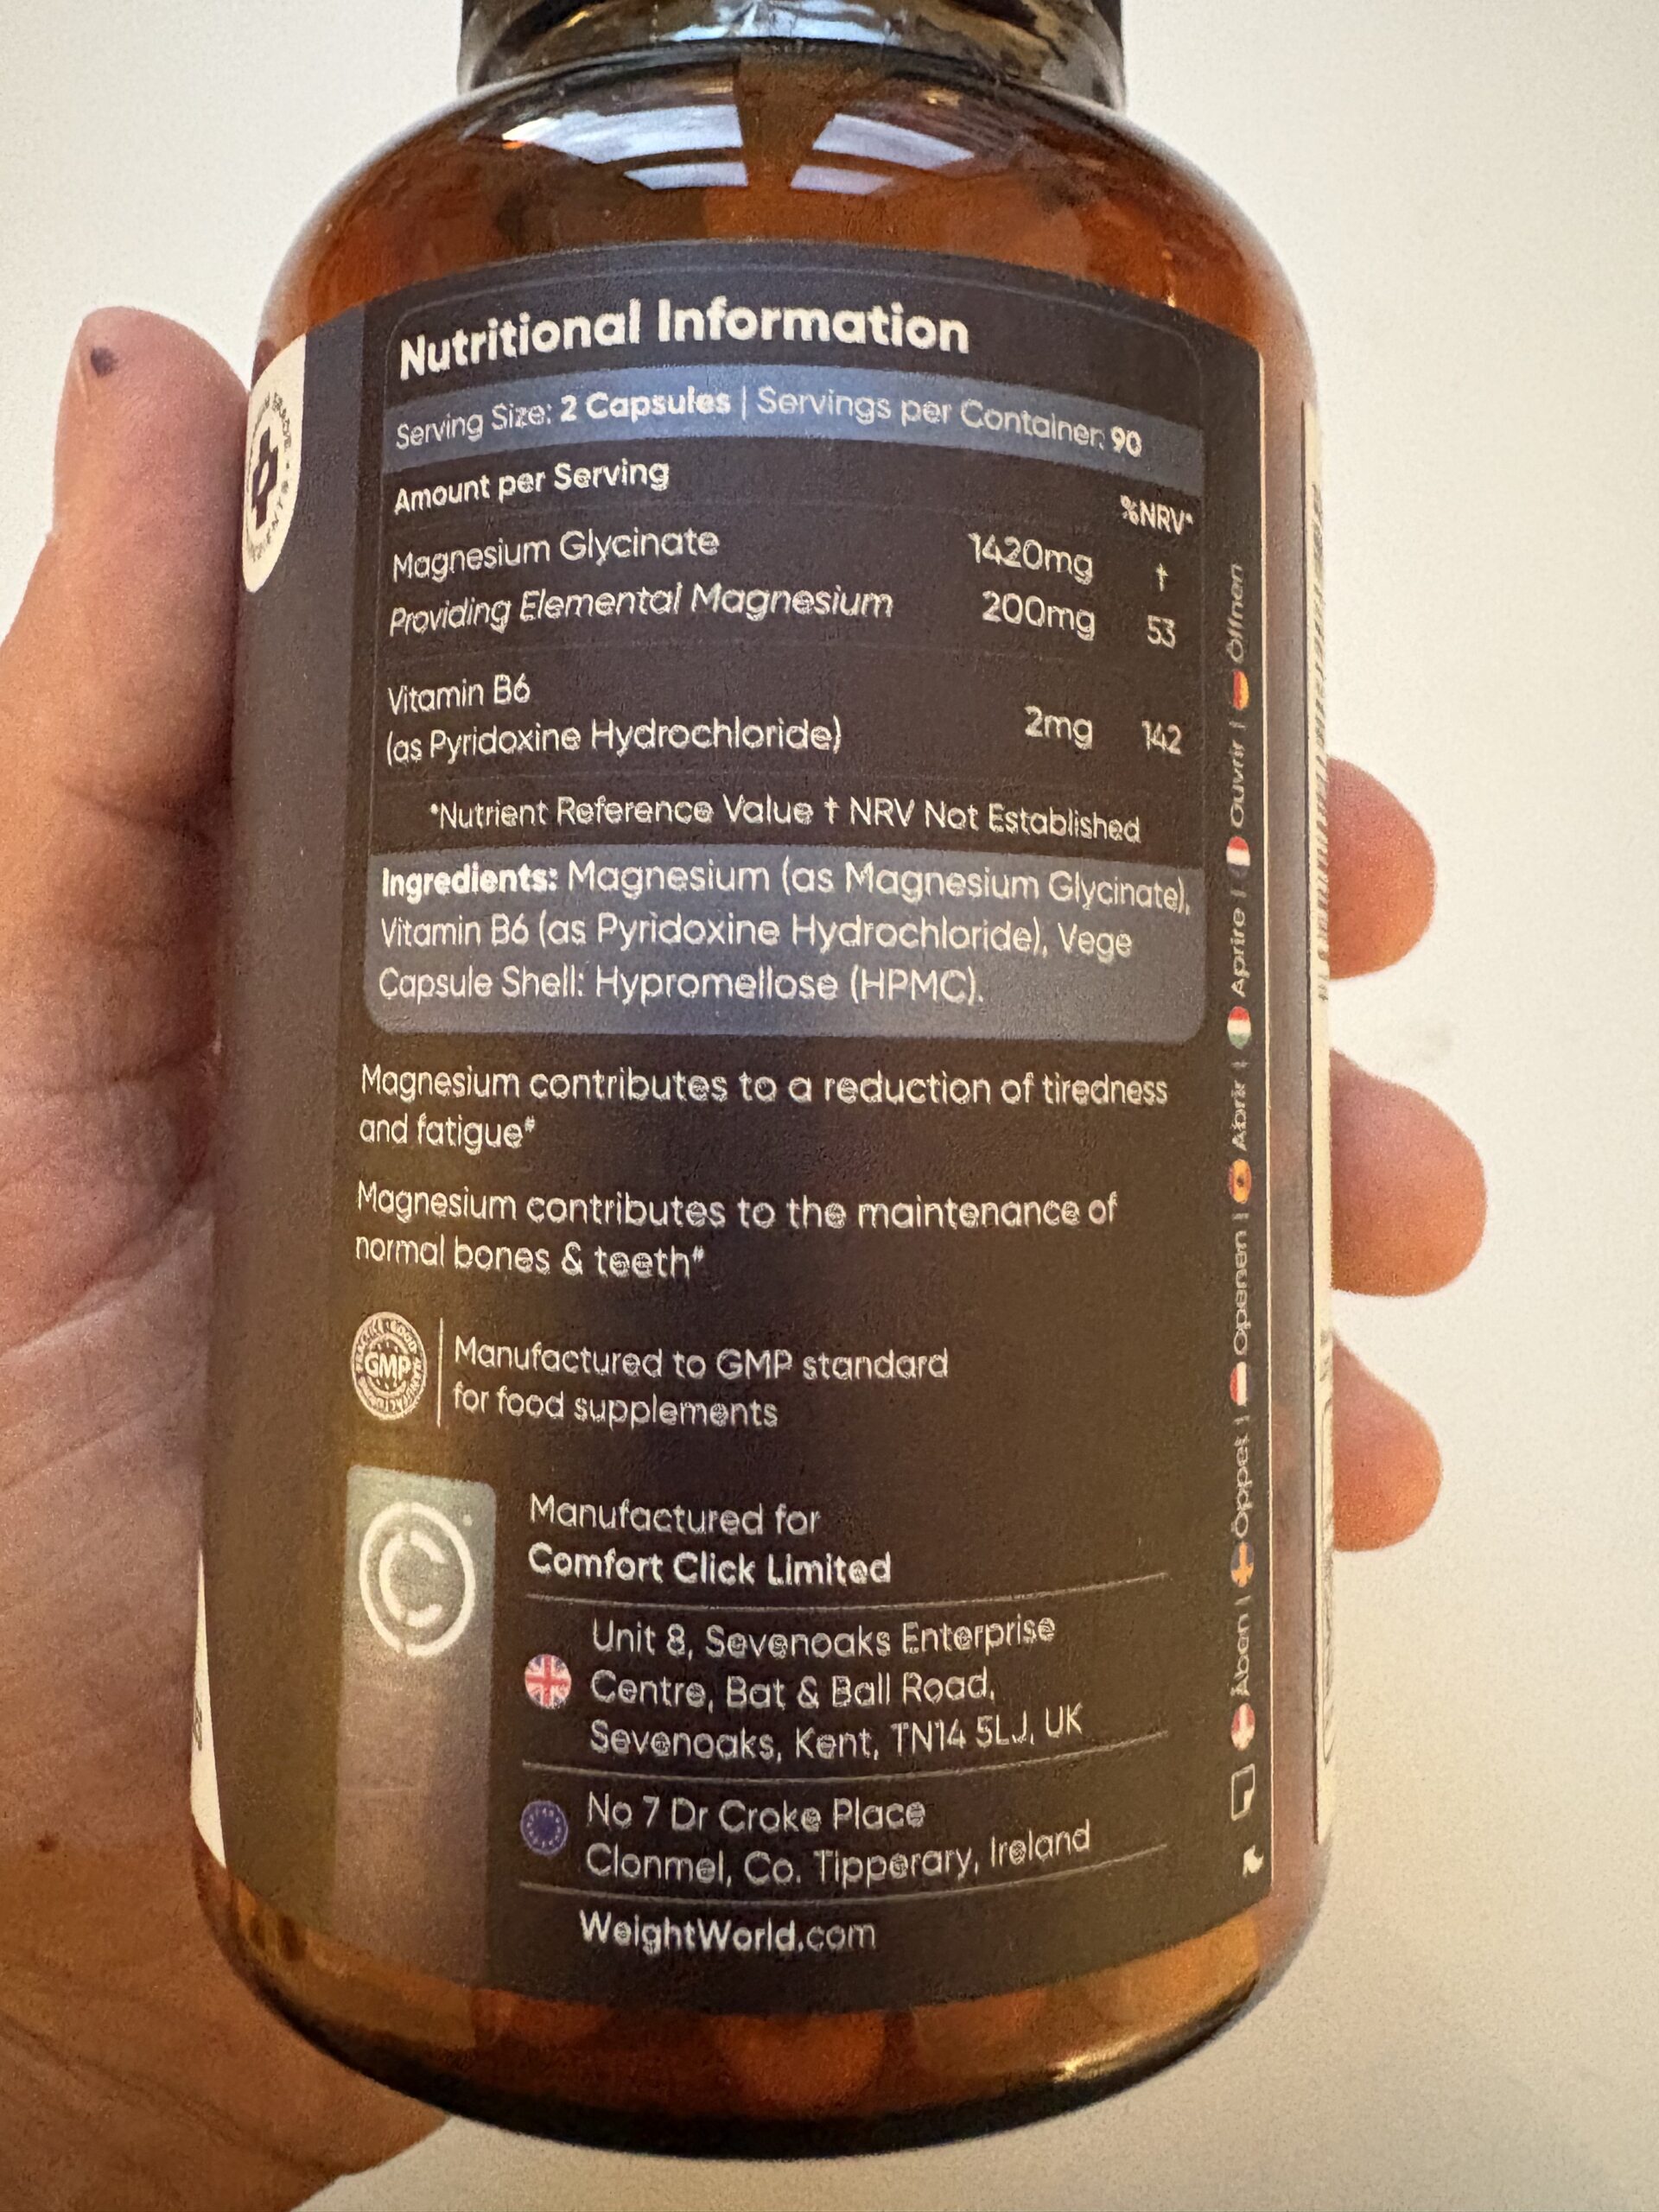 Nutritional Information
Serving Size: 2 Capsules | Servings per Container: 90
Amount per Serving
%NRV*
Magnesium Glycinate 1420mg †
Providing Elemental Magnesium 200mg 53
Vitamin B6
(as Pyridoxine Hydrochloride) 2mg 142
*Nutrient Reference Value † NRV Not Established
Ingredients: Magnesium (as Magnesium Glycinate),
Vitamin B6 (as Pyridoxine Hydrochloride), Vege
Capsule Shell: Hypromellose (HPMC).
Magnesium contributes to a reduction of tiredness
and fatigue#
Magnesium contributes to the maintenance of
normal bones & teeth#
GMP
Manufactured to GMP standard
for food supplements
Manufactured for
Comfort Click Limited
Unit 8, Sevenoaks Enterprise
Centre, Bat & Ball Road,
Sevenoaks, Kent, TN14 5LJ, UK
No 7 Dr Croke Place
Clonmel, Co. Tipperary, Ireland
WeightWorld.com
Åben | Öppet | Openen | Abrir | Aprire | Ouvrir | Öffnen